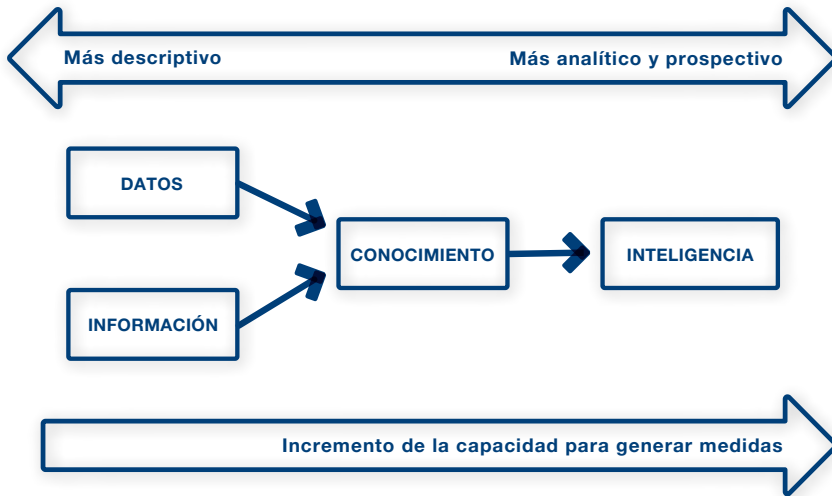 Más descriptivo
Más analítico y prospectivo
DATOS
CONOCIMIENTO
INTELIGENCIA
INFORMACIÓN
Incremento de la capacidad para generar medidas